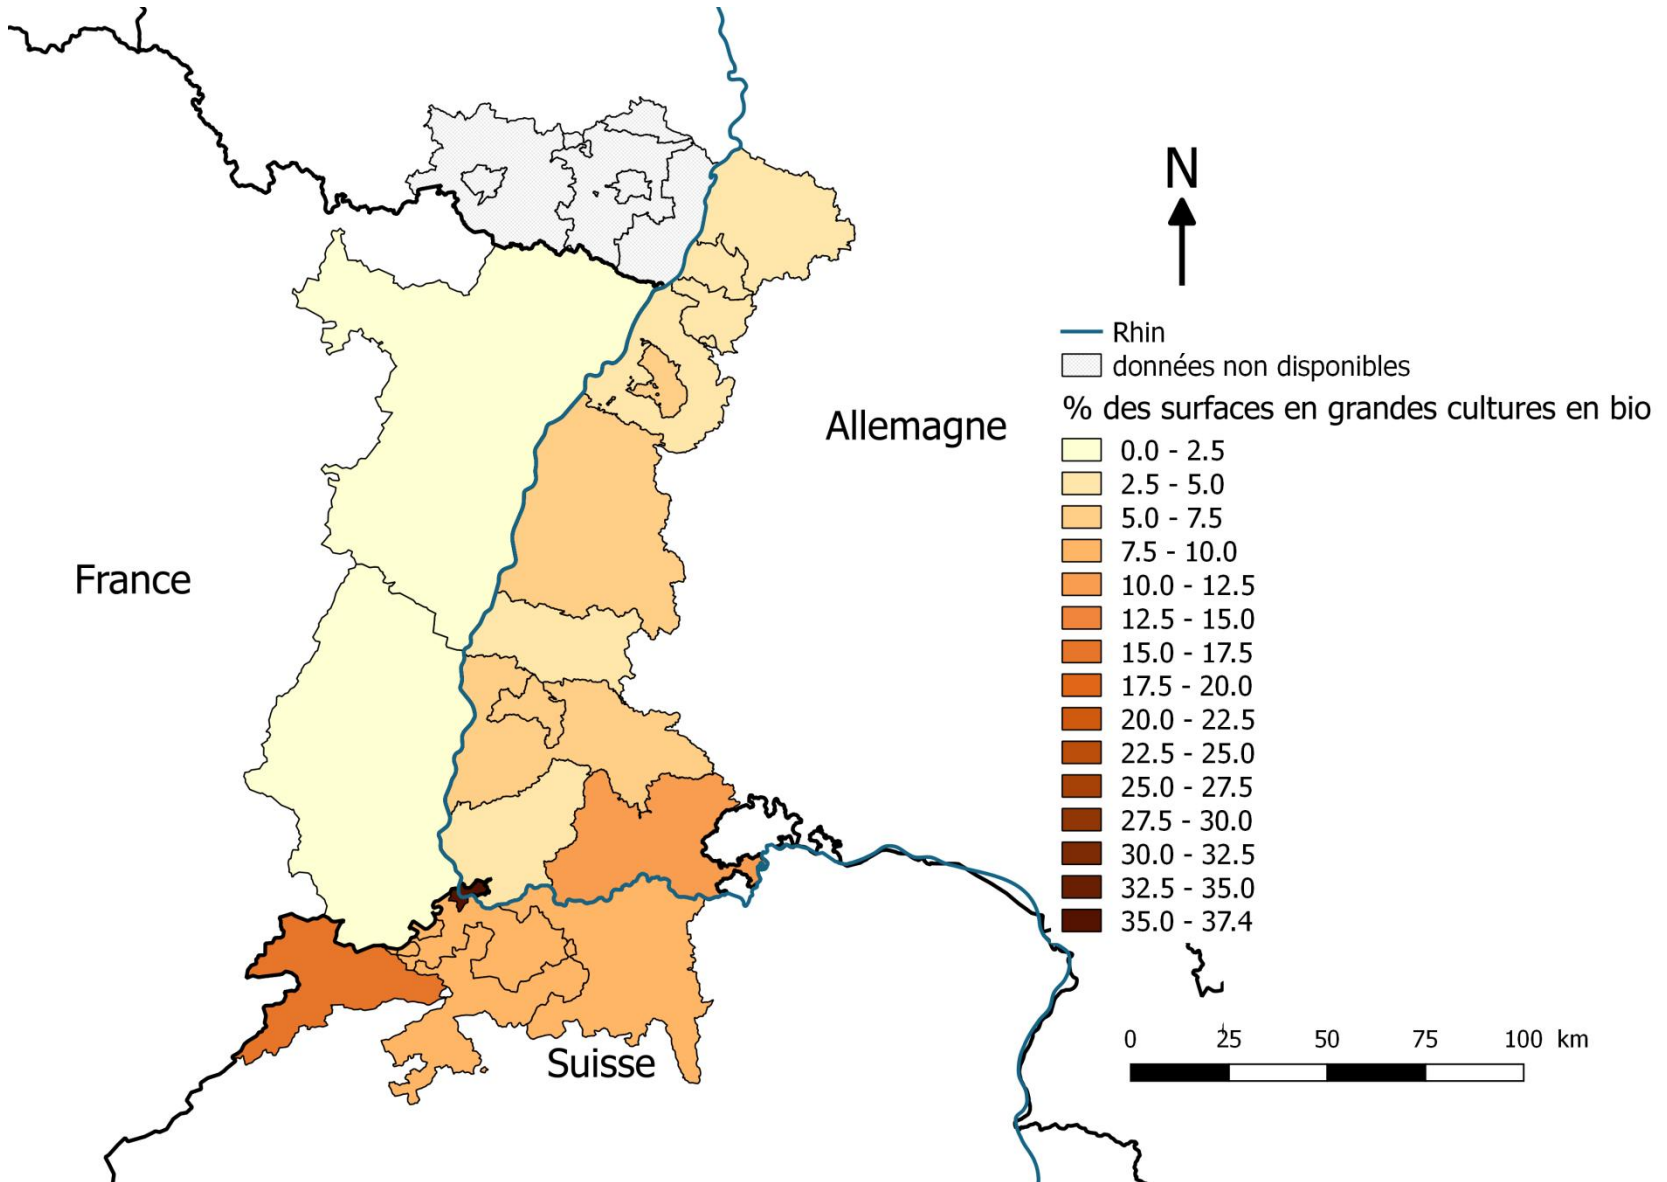 N
Rhin
données non disponibles
% des surfaces en grandes cultures en bio
0.0 - 2.5
2.5 - 5.0
5.0 - 7.5
7.5 - 10.0
10.0 - 12.5
12.5 - 15.0
15.0 - 17.5
17.5 - 20.0
20.0 - 22.5
22.5 - 25.0
25.0 - 27.5
27.5 - 30.0
30.0 - 32.5
32.5 - 35.0
35.0 - 37.4
Allemagne
France
Suisse
0 25 50 75 100 km